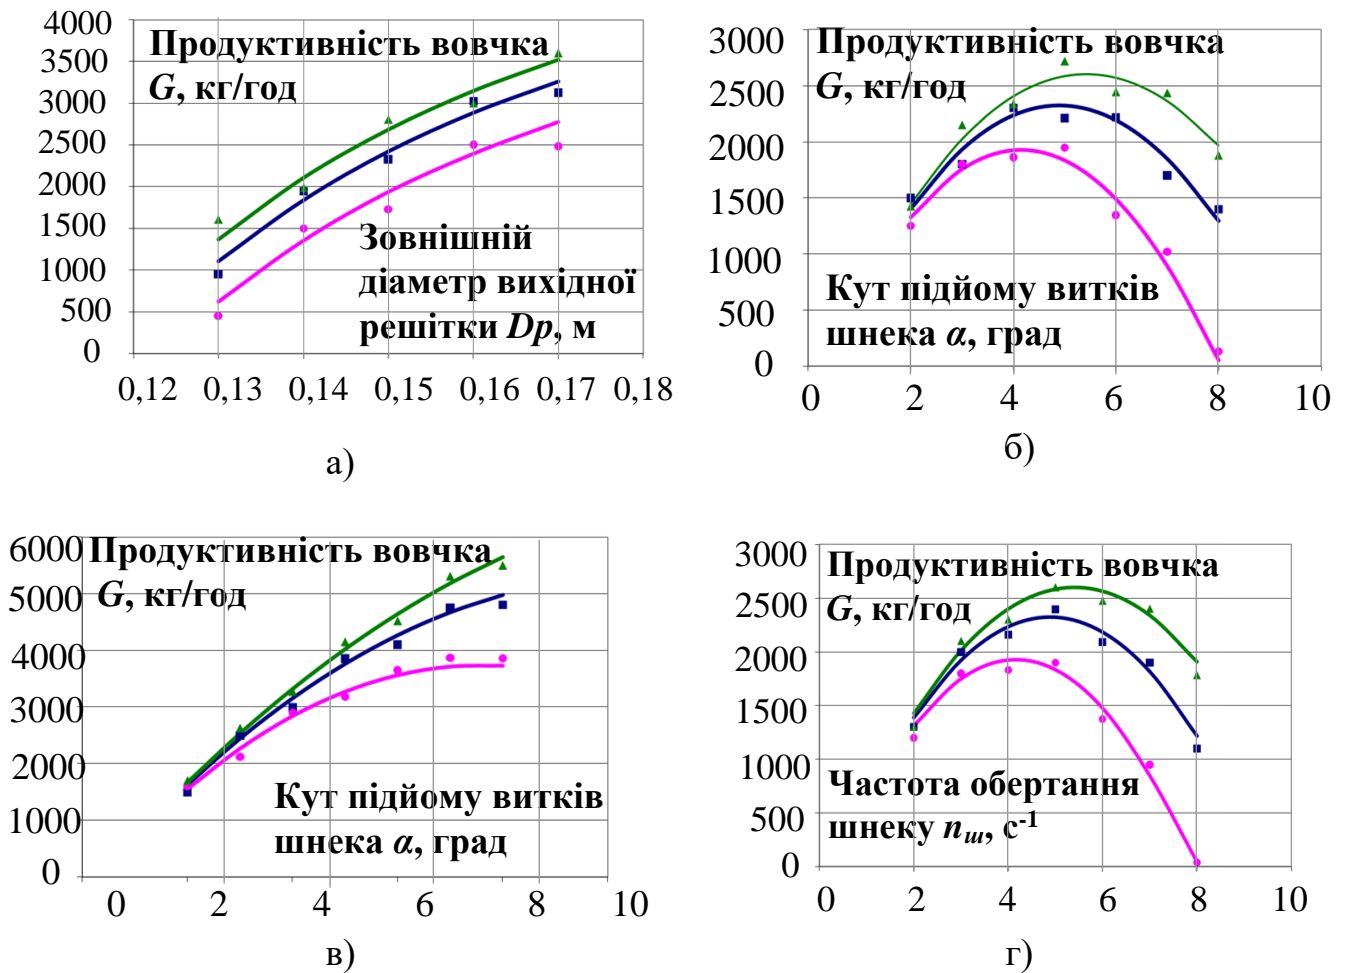 4000
3500
3000
2500
2000
1500
1000
500
0
Продуктивність вовчка
G, кг/год
Зовнішній
діаметр вихідної
решітки Dр, м
0,12 0,13 0,14 0,15 0,16 0,17 0,18
а)
3000
2500
2000
1500
1000
500
0
Продуктивність вовчка
G, кг/год
Кут підйому витків
шнека α, град
0 2 4 6 8 10
б)
6000
5000
4000
3000
2000
1000
0
Продуктивність вовчка
G, кг/год
Кут підйому витків
шнека α, град
0 2 4 6 8 10
в)
3000
2500
2000
1500
1000
500
0
Продуктивність вовчка
G, кг/год
Частота обертання
шнеку nш, с-1
0 2 4 6 8 10
г)